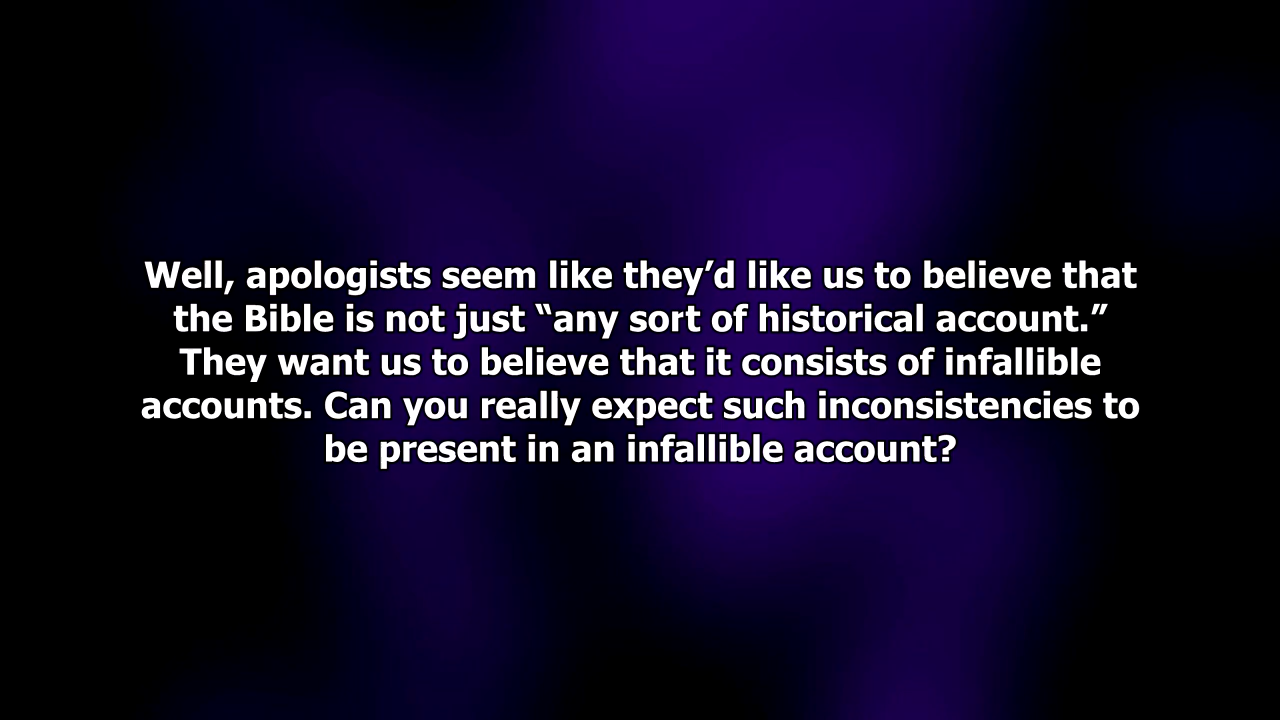 Well, apologists seem like they’d like us to believe that
the Bible is not just “any sort of historical account.”
They want us to believe that it consists of infallible
accounts. Can you really expect such inconsistencies to
be present in an infallible account?